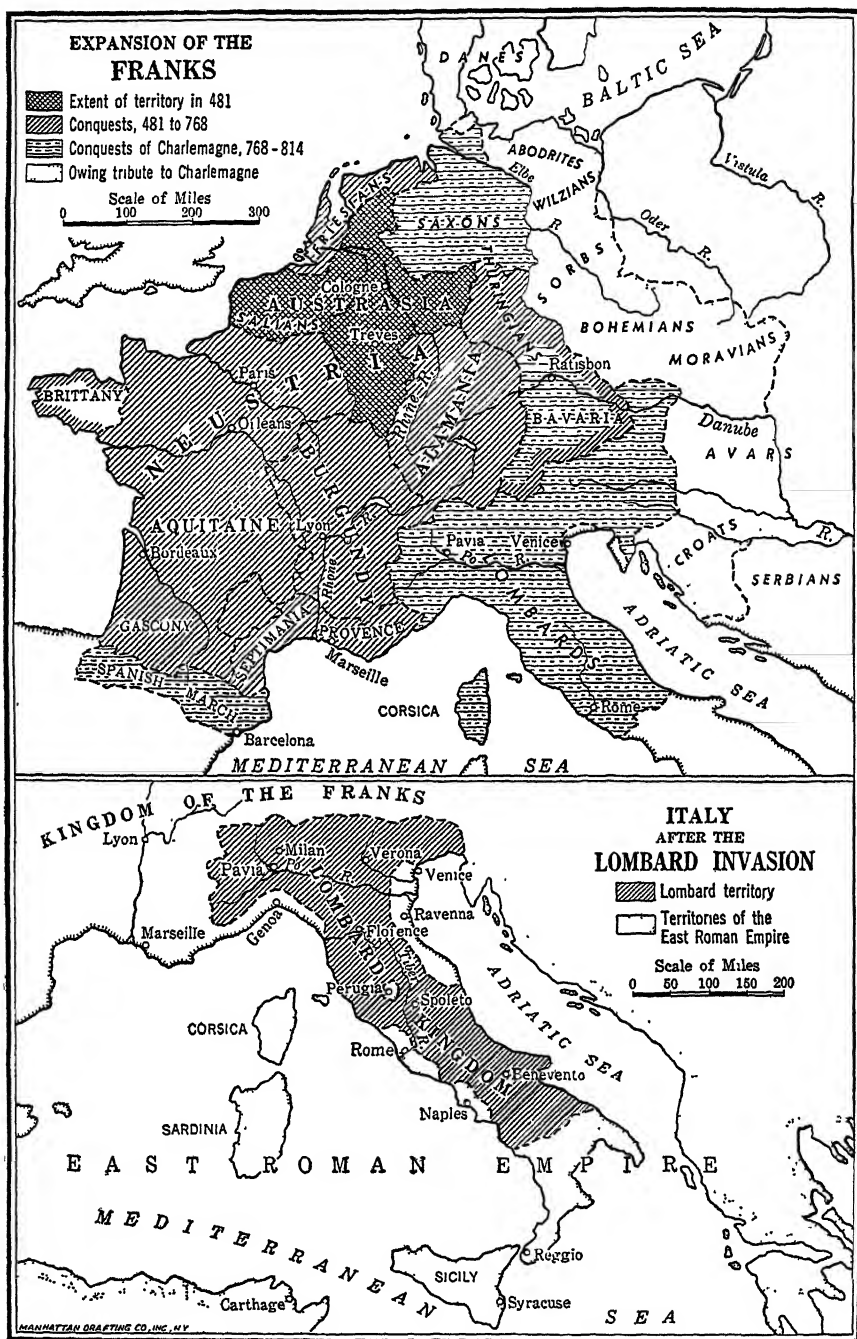 EXPANSION OF THE
FRANKS
Extent of territory in 481
Conquests, 481 to 768
Conquests of Charlemagne, 768-814
Owing tribute to Charlemagne
Scale of Miles
0 100 200 300
DANES
BALTIC SEA
ABODRITES
Elbe
R.
WILZIANS
Vistula
R.
Oder
R.
FRIESIANS
SAXONS
SORBS
THURINGIANS
Cologne
AUSTRASIA
SALIANS
Treves
BOHEMIANS
MORAVIANS
Paris
Rhine R.
Ratisbon
BRITTANY
NEUSTRIA
Orleans
ALAMANIA
BAVARIA
Danube
R.
AVARS
BURGUNDY
AQUITAINE
Lyon
R.
Rhone
Bordeaux
Pavia
Venice
Po R.
LOMBARDS
CROATS
SERBIANS
GASCONY
SEPTIMANIA
PROVENCE
Marseille
ADRIATIC SEA
SPANISH
MARCH
CORSICA
Rome
Barcelona
MEDITERRANEAN SEA
KINGDOM OF THE FRANKS
ITALY
AFTER THE
LOMBARD INVASION
Lombard territory
Territories of the
East Roman Empire
Scale of Miles
0 50 100 150 200
Lyon
Milan
Verona
Pavia
Po R.
Venice
LOMBARD
Ravenna
Marseille
Genoa
Florence
Tiber
R.
ADRIATIC SEA
Perugia
Spoleto
CORSICA
KINGDOM
Rome
Benevento
Naples
SARDINIA
EAST ROMAN EMPIRE
MEDITERRANEAN
SEA
Reggio
SICILY
Carthage
Syracuse
MANHATTAN DRAFTING CO., INC., NY